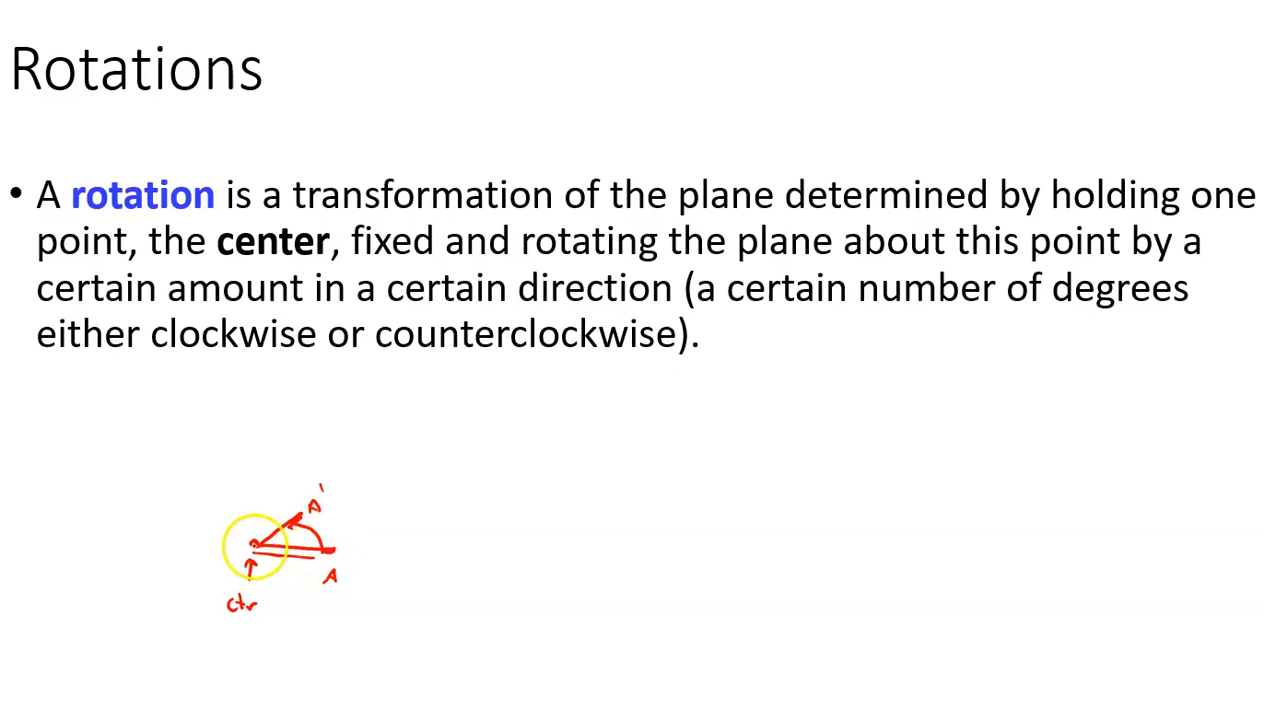 Rotations
• A rotation is a transformation of the plane determined by holding one
point, the center, fixed and rotating the plane about this point by a
certain amount in a certain direction (a certain number of degrees
either clockwise or counterclockwise).
A'
A
ctr